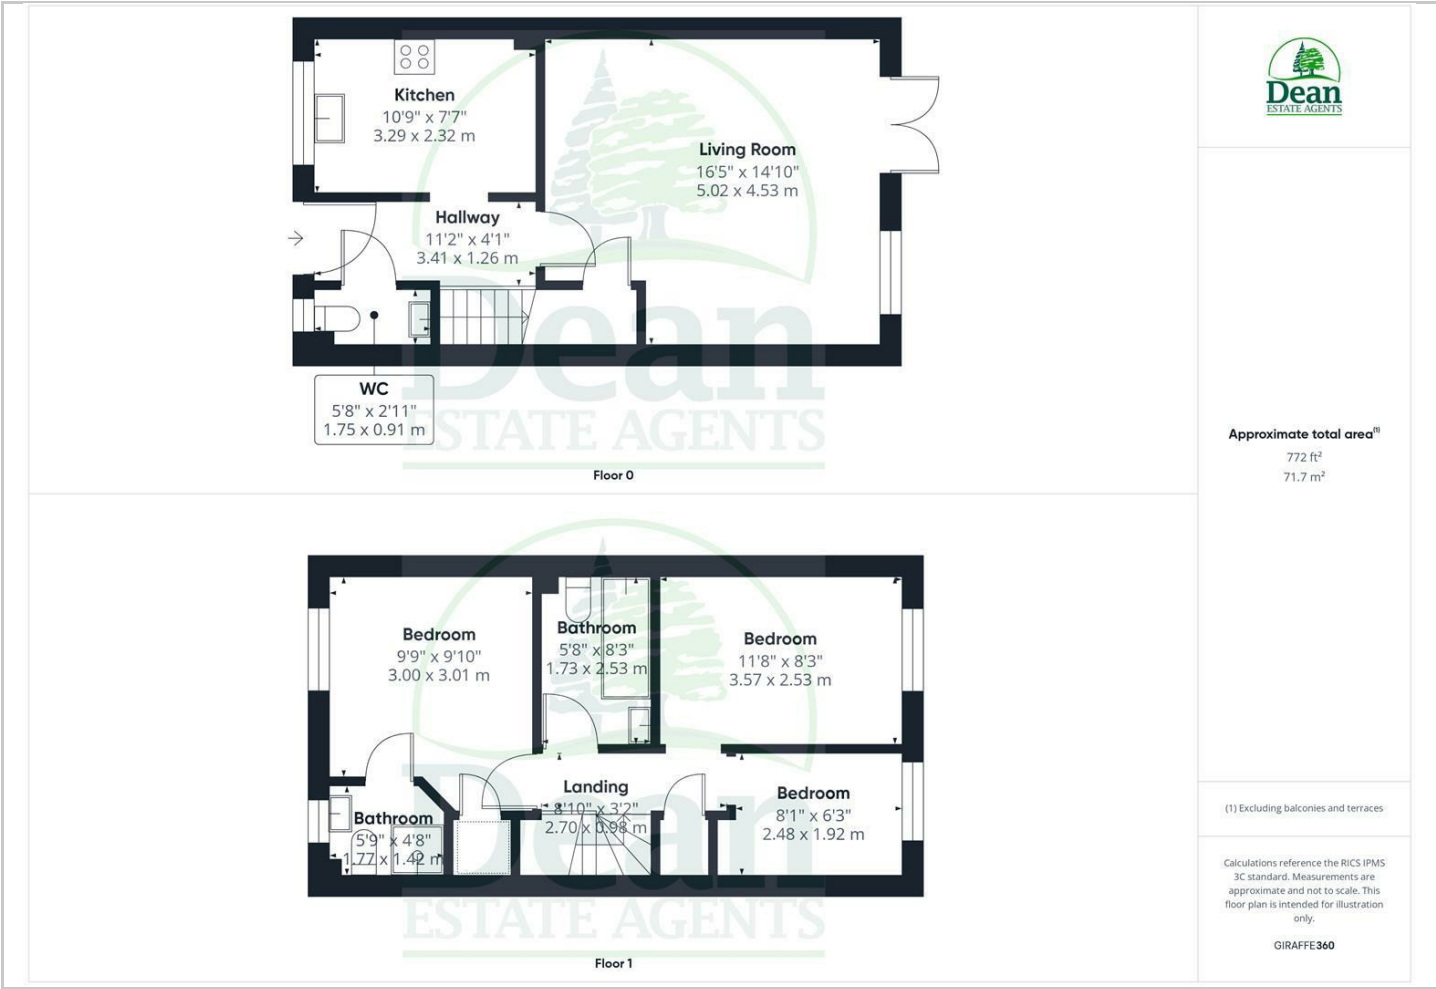 Kitchen
10'9" x 7'7"
3.29 x 2.32 m
Living Room
16'5" x 14'10"
5.02 x 4.53 m
Hallway
11'2" x 4'1"
3.41 x 1.26 m
WC
5'8" x 2'11"
1.75 x 0.91 m
Dean
ESTATE AGENTS
Floor 0
Bedroom
9'9" x 9'10"
3.00 x 3.01 m
Bathroom
5'8" x 8'3"
1.73 x 2.53 m
Bedroom
11'8" x 8'3"
3.57 x 2.53 m
Landing
8'10" x 3'2"
2.70 x 0.98 m
Bedroom
8'1" x 6'3"
2.48 x 1.92 m
Bathroom
5'9" x 4'8"
1.77 x 1.42 m
Dean
ESTATE AGENTS
Floor 1
Dean
ESTATE AGENTS
Approximate total area(1)
772 ft²
71.7 m²
(1) Excluding balconies and terraces
Calculations reference the RICS IPMS
3C standard. Measurements are
approximate and not to scale. This
floor plan is intended for illustration
only.
GIRAFFE360